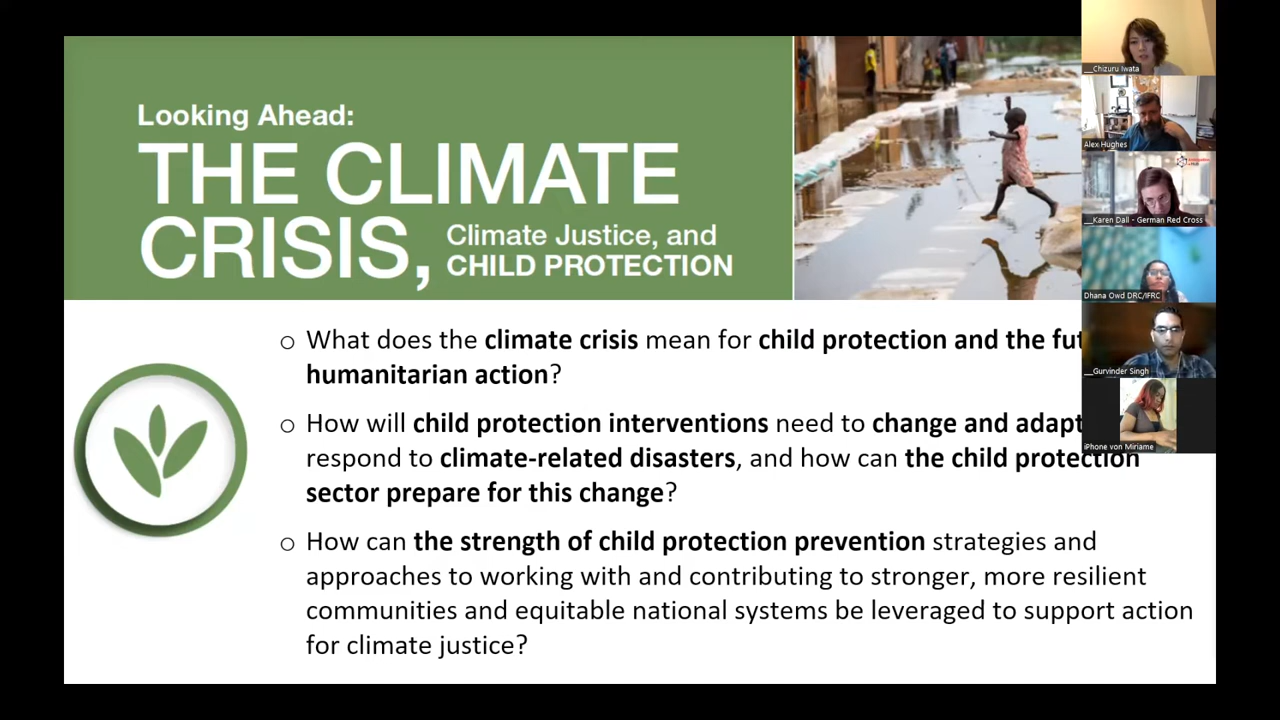 Looking Ahead:
THE CLIMATE
CRISIS, Climate Justice, and
CHILD PROTECTION
○ What does the climate crisis mean for child protection and the
humanitarian action?
○ How will child protection interventions need to change and adapt
respond to climate-related disasters, and how can the child protection
sector prepare for this change?
○ How can the strength of child protection prevention strategies and
approaches to working with and contributing to stronger, more resilient
communities and equitable national systems be leveraged to support action
for climate justice?
__Chizuru Iwata
Alex Hughes
__Karen Dall - German Red Cross
Dhana Owd DRC/IFRC
__Gurvinder Singh
iPhone von Miriame